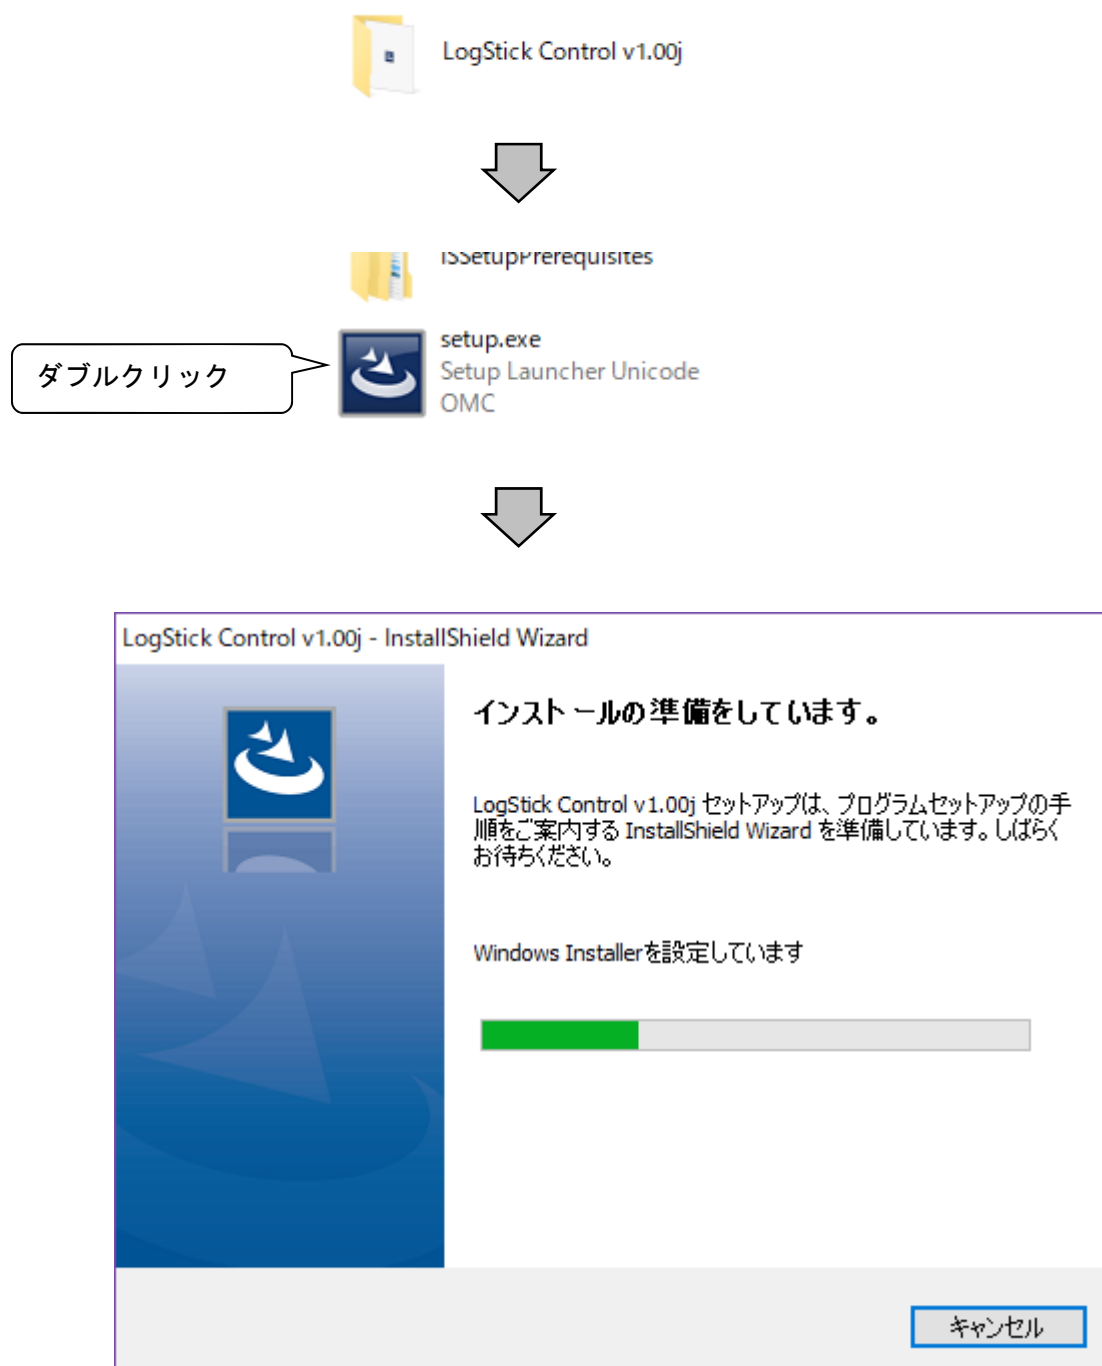 LogStick Control v1.00j
ISSetupPrerequisites
setup.exe
Setup Launcher Unicode
OMC
ダブルクリック
LogStick Control v1.00j - InstallShield Wizard
インストールの準備をしています。
LogStick Control v1.00j セットアップは、プログラムセットアップの手
順をご案内する InstallShield Wizard を準備しています。しばらく
お待ちください。
Windows Installerを設定しています
キャンセル